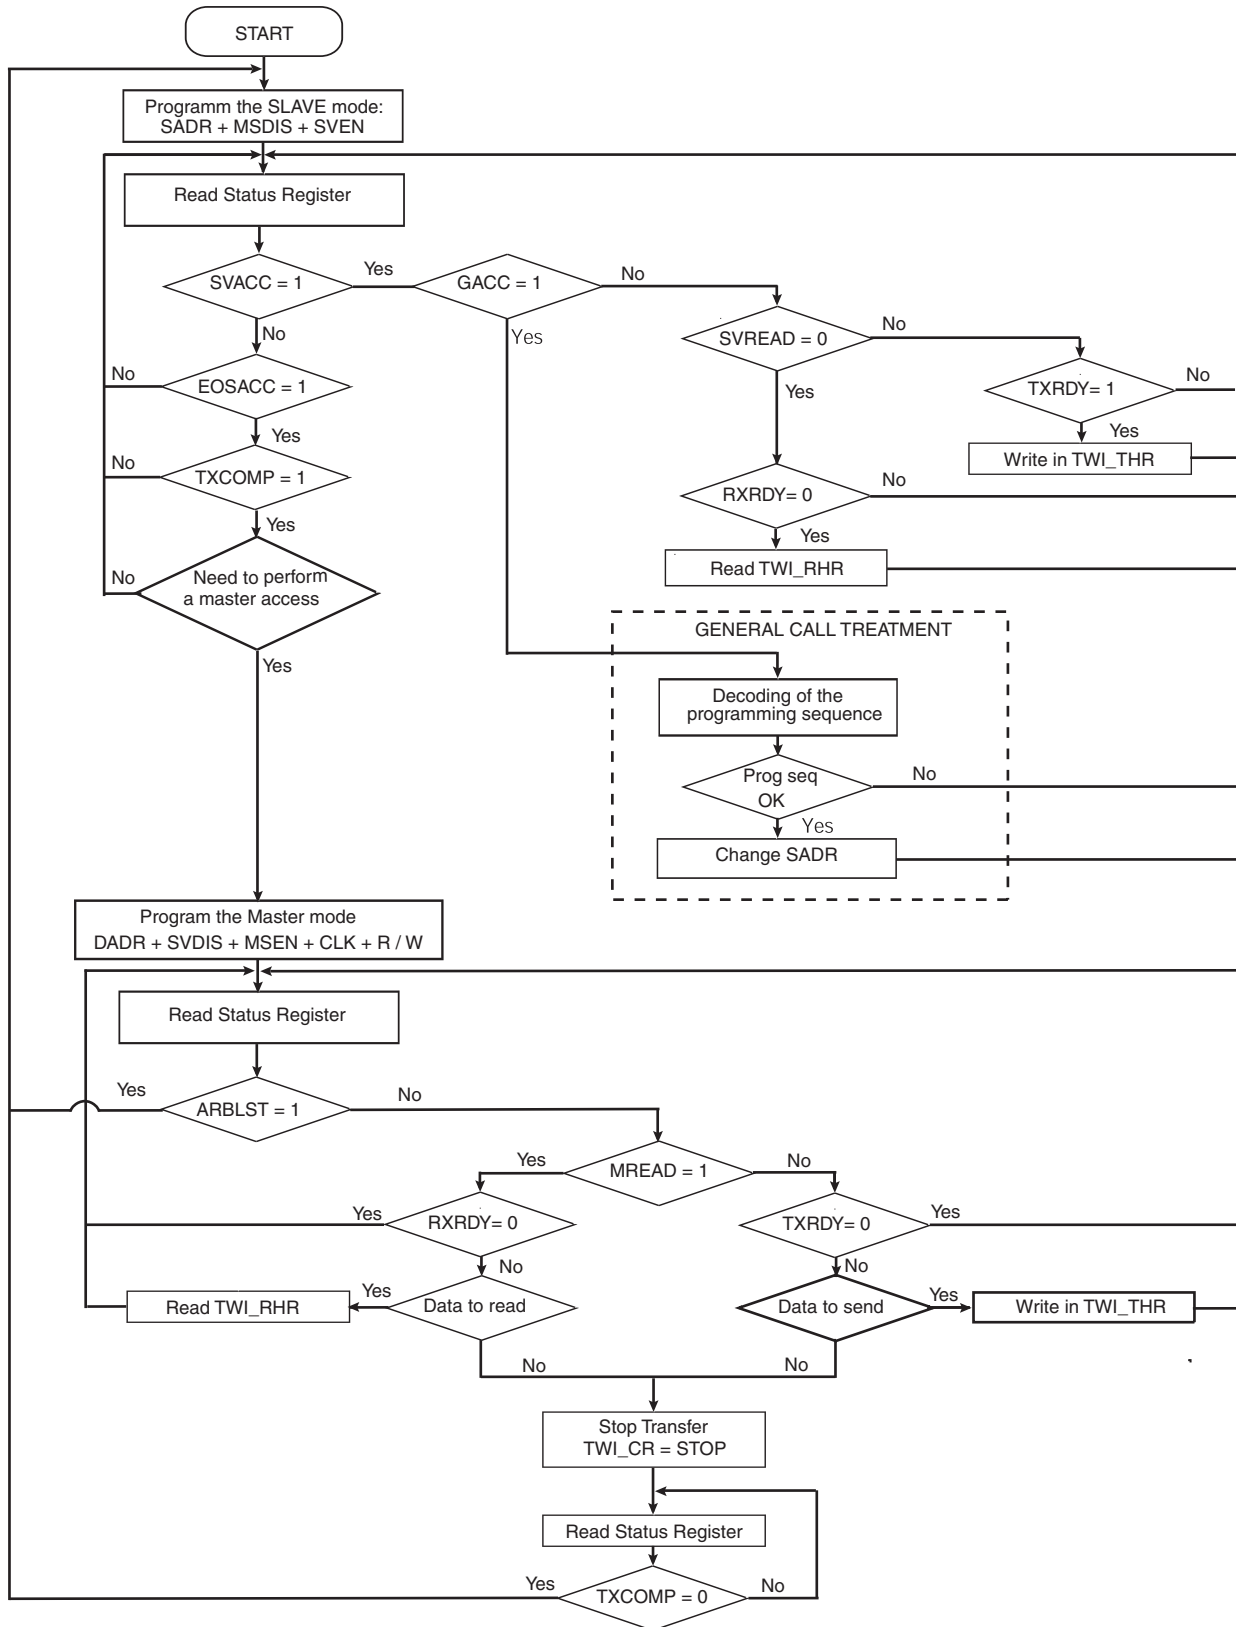 START
Programm the SLAVE mode:
SADR + MSDIS + SVEN
Read Status Register
SVACC = 1
Yes
GACC = 1
No
No
Yes
SVREAD = 0
No
Yes
TXRDY= 1
No
Yes
Write in TWI_THR
No
EOSACC = 1
Yes
No
TXCOMP = 1
Yes
RXRDY= 0
No
Yes
Read TWI_RHR
No
Need to perform
a master access
Yes
GENERAL CALL TREATMENT
Decoding of the
programming sequence
Prog seq
OK
No
Yes
Change SADR
Program the Master mode
DADR + SVDIS + MSEN + CLK + R / W
Read Status Register
Yes
ARBLST = 1
No
Yes
MREAD = 1
No
Yes
RXRDY= 0
No
TXRDY= 0
Yes
No
Read TWI_RHR
Yes
Data to read
Data to send
Yes
Write in TWI_THR
No
No
Stop Transfer
TWI_CR = STOP
Read Status Register
Yes
TXCOMP = 0
No